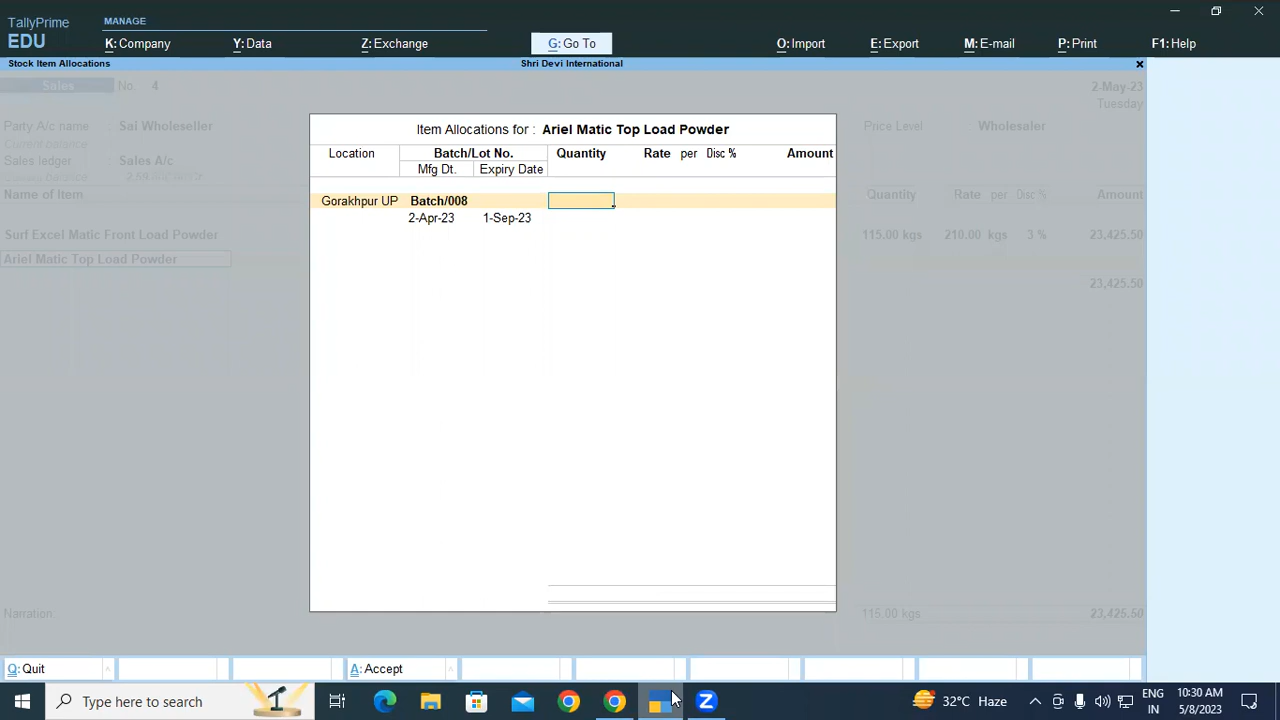 TallyPrime
EDU
MANAGE
K: Company
Y: Data
Z: Exchange
G: Go To
O: Import
E: Export
M: E-mail
P: Print
F1: Help
Stock Item Allocations
Shri Devi International
Sales
No. 4
2-May-23
Tuesday
Party A/c name
Sai Wholeseller
Price Level
Wholesaler
Current balance
Sales ledger
Sales A/c
Current balance
Name of Item
Quantity
Rate per Disc %
Amount
Surf Excel Matic Front Load Powder
115.00 kgs
210.00 kgs
3 %
23,425.50
Ariel Matic Top Load Powder
23,425.50
Item Allocations for : Ariel Matic Top Load Powder
Location
Batch/Lot No.
Quantity
Rate per Disc %
Amount
Mfg Dt.
Expiry Date
Gorakhpur UP
Batch/008
2-Apr-23
1-Sep-23
Narration
115.00 kgs
23,425.50
Q: Quit
A: Accept
Type here to search
32°C Haze
ENG
IN
10:30 AM
5/8/2023